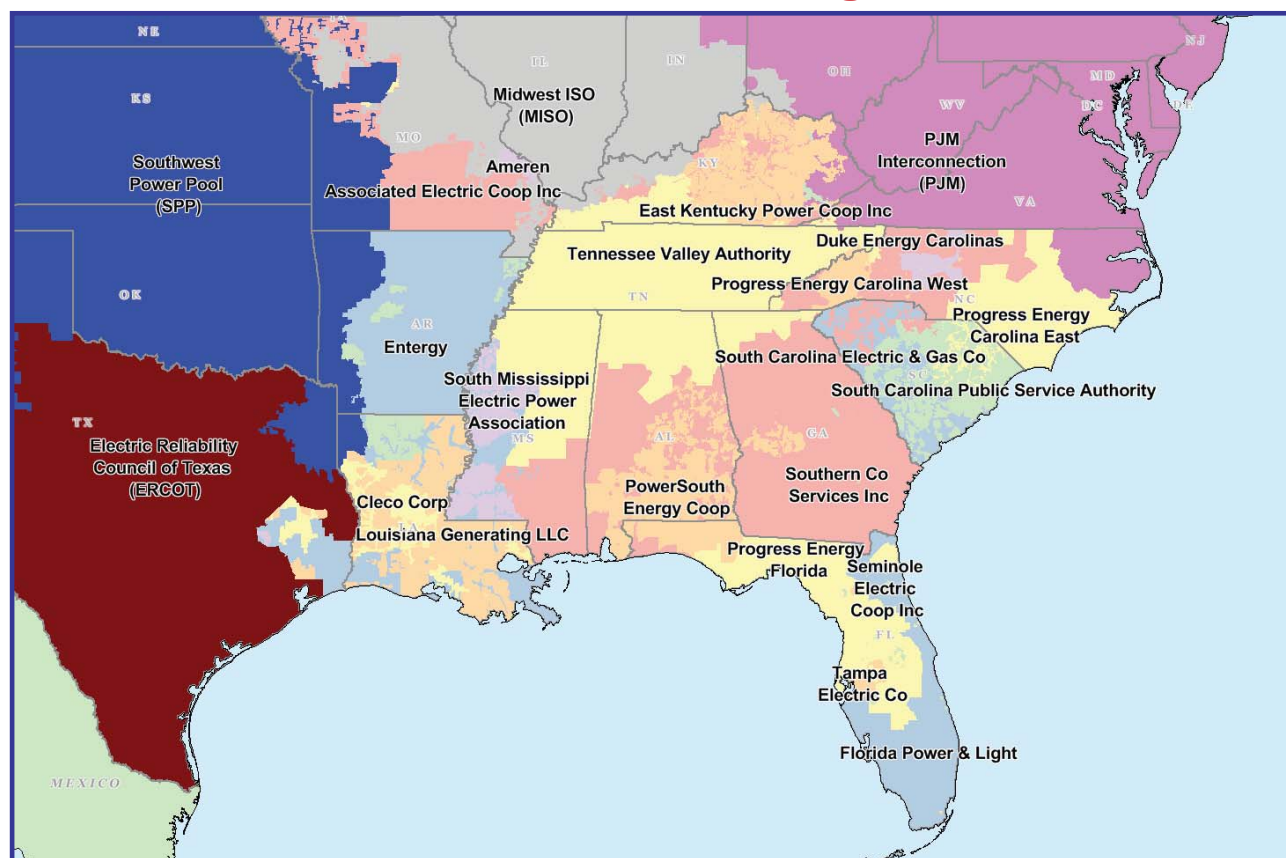 NE
KS
OK
TX
MO
IL
IN
OH
WV
MD
DC
DE
NJ
VA
KY
TN
NC
SC
AR
MS
AL
GA
LA
FL
MEXICO
Midwest ISO
(MISO)
Southwest
Power Pool
(SPP)
Ameren
Associated Electric Coop Inc
PJM
Interconnection
(PJM)
East Kentucky Power Coop Inc
Duke Energy Carolinas
Tennessee Valley Authority
Progress Energy Carolina West
Progress Energy
Carolina East
Entergy
South Carolina Electric & Gas Co
South Carolina Public Service Authority
South Mississippi
Electric Power
Association
Electric Reliability
Council of Texas
(ERCOT)
Southern Co
Services Inc
PowerSouth
Energy Coop
Cleco Corp
Louisiana Generating LLC
Progress Energy
Florida
Seminole
Electric
Coop Inc
Tampa
Electric Co
Florida Power & Light